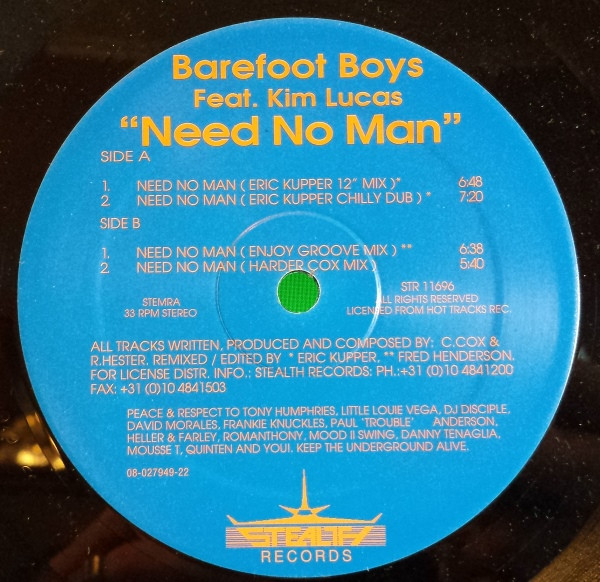 Barefoot Boys
Feat. Kim Lucas
“Need No Man”
SIDE A
1. NEED NO MAN ( ERIC KUPPER 12” MIX )* 6:48
2. NEED NO MAN ( ERIC KUPPER CHILLY DUB ) * 7:20
SIDE B
1. NEED NO MAN ( ENJOY GROOVE MIX ) ** 6:38
2. NEED NO MAN ( HARDER COX MIX ) 5:40
STEMRA
33 RPM STEREO
STR 11696
ALL RIGHTS RESERVED
LICENSED FROM HOT TRACKS REC.
ALL TRACKS WRITTEN, PRODUCED AND COMPOSED BY: C.COX &
R.HESTER. REMIXED / EDITED BY * ERIC KUPPER, ** FRED HENDERSON.
FOR LICENSE DISTR. INFO.: STEALTH RECORDS: PH.:+31 (0)10 4841200
FAX: +31 (0)10 4841503
PEACE & RESPECT TO TONY HUMPHRIES, LITTLE LOUIE VEGA, DJ DISCIPLE,
DAVID MORALES, FRANKIE KNUCKLES, PAUL 'TROUBLE' ANDERSON,
HELLER & FARLEY, ROMANTHONY, MOOD II SWING, DANNY TENAGLIA,
MOUSSE T, QUINTEN AND YOU!. KEEP THE UNDERGROUND ALIVE.
08-027949-22
STEALTH
RECORDS